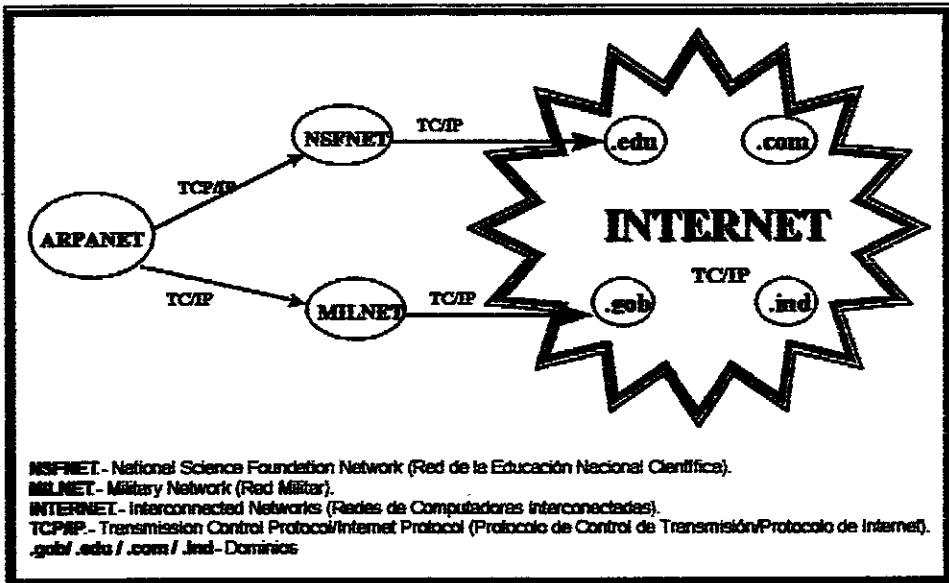 NSFNET
TC/IP
.edu
.com
TCP/IP
ARPANET
INTERNET
TC/IP
TC/IP
TC/IP
MILNET
.gob
.ind
NSFNET.- National Science Foundation Network (Red de la Educación Nacional Científica).
MILNET.- Military Network (Red Militar).
INTERNET.- Interconnected Networks (Redes de Computadoras Interconectadas).
TCP/IP.- Transmission Control Protocol/Internet Protocol (Protocolo de Control de Transmisión/Protocolo de Internet).
.gob/ .edu / .com / .ind- Dominios